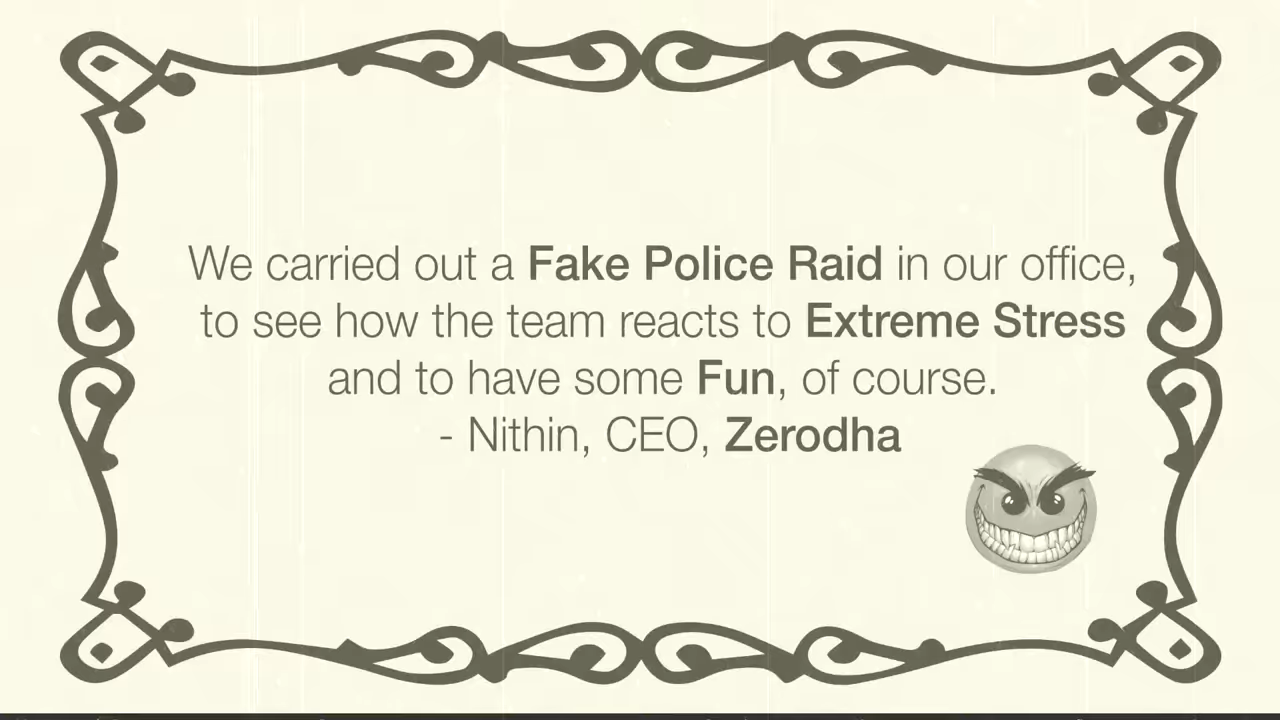 We carried out a Fake Police Raid in our office,
to see how the team reacts to Extreme Stress
and to have some Fun, of course.
- Nithin, CEO, Zerodha